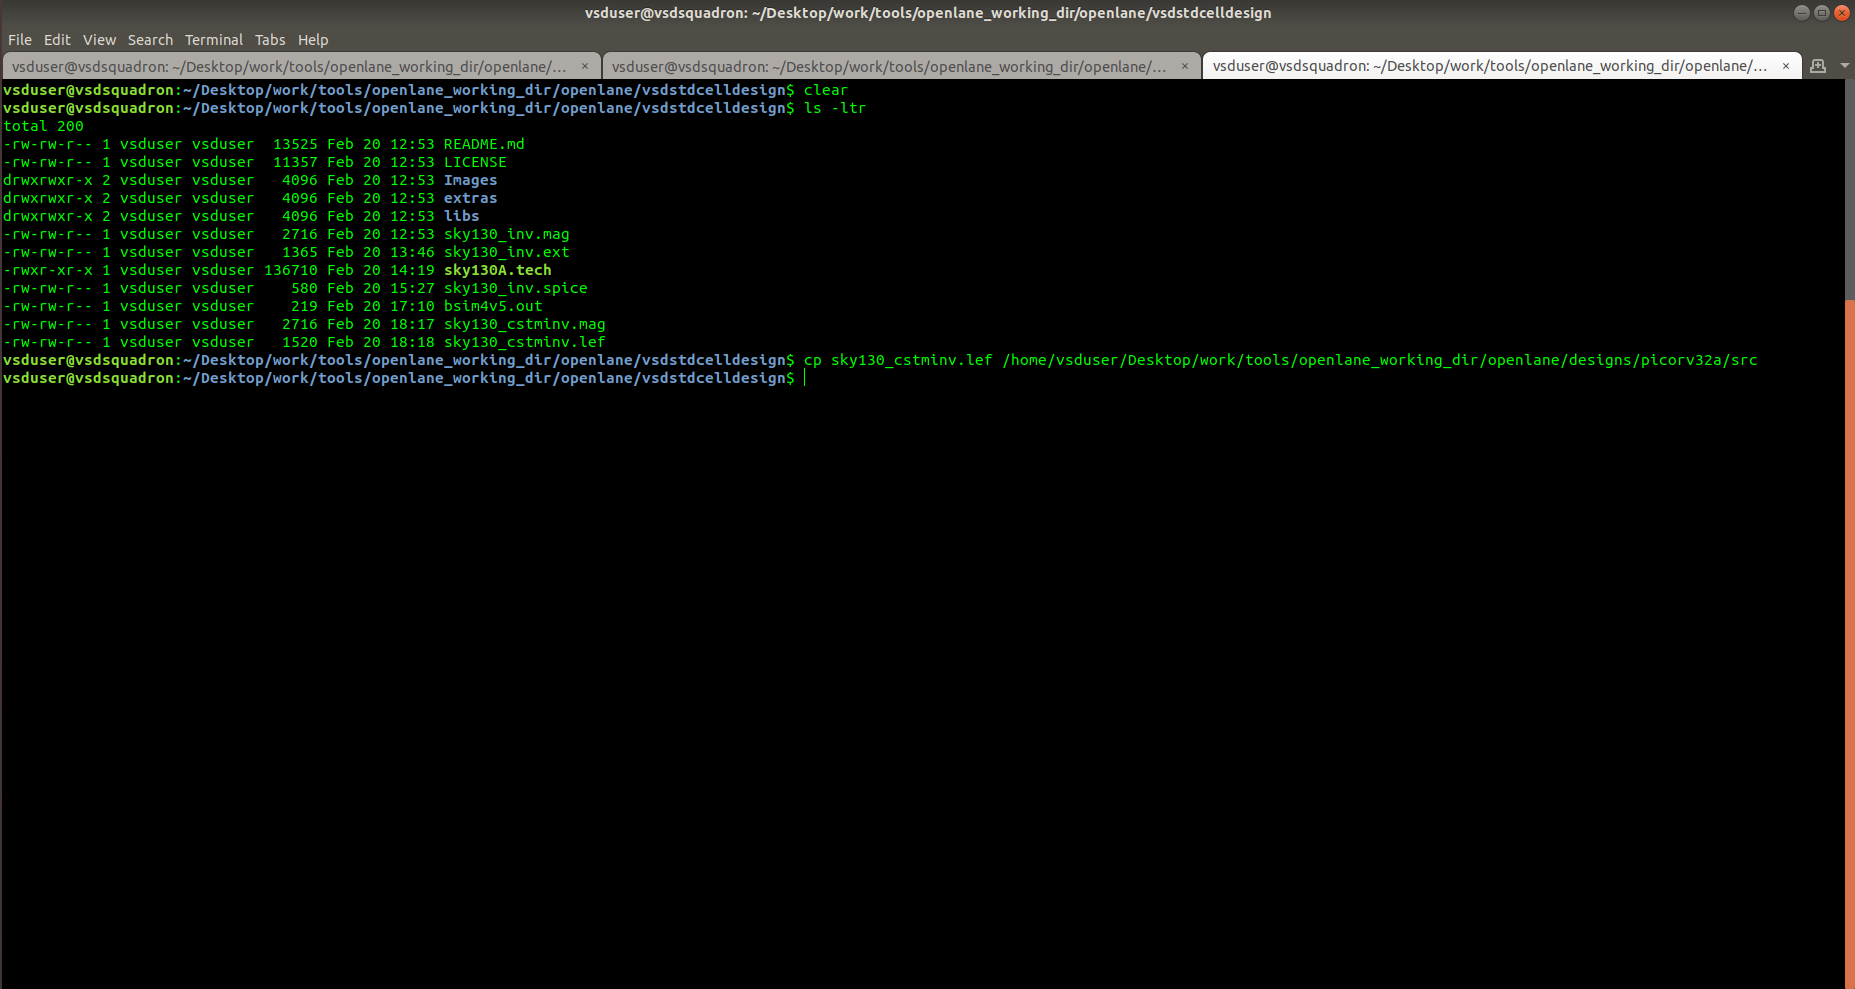 vsduser@vsdsquadron: ~/Desktop/work/tools/openlane_working_dir/openlane/vsdstdcelldesign
File Edit View Search Terminal Tabs Help
vsduser@vsdsquadron: ~/Desktop/work/tools/openlane_working_dir/openlane/... × vsduser@vsdsquadron: ~/Desktop/work/tools/openlane_working_dir/openlane/... × vsduser@vsdsquadron: ~/Desktop/work/tools/openlane_working_dir/openlane/... ×
vsduser@vsdsquadron:~/Desktop/work/tools/openlane_working_dir/openlane/vsdstdcelldesign$ clear
vsduser@vsdsquadron:~/Desktop/work/tools/openlane_working_dir/openlane/vsdstdcelldesign$ ls -ltr
total 200
-rw-rw-r-- 1 vsduser vsduser  13525 Feb 20 12:53 README.md
-rw-rw-r-- 1 vsduser vsduser  11357 Feb 20 12:53 LICENSE
drwxrwxr-x 2 vsduser vsduser   4096 Feb 20 12:53 Images
drwxrwxr-x 2 vsduser vsduser   4096 Feb 20 12:53 extras
drwxrwxr-x 2 vsduser vsduser   4096 Feb 20 12:53 libs
-rw-rw-r-- 1 vsduser vsduser   2716 Feb 20 12:53 sky130_inv.mag
-rw-rw-r-- 1 vsduser vsduser   1365 Feb 20 13:46 sky130_inv.ext
-rwxr-xr-x 1 vsduser vsduser 136710 Feb 20 14:19 sky130A.tech
-rw-rw-r-- 1 vsduser vsduser    580 Feb 20 15:27 sky130_inv.spice
-rw-rw-r-- 1 vsduser vsduser    219 Feb 20 17:10 bsim4v5.out
-rw-rw-r-- 1 vsduser vsduser   2716 Feb 20 18:17 sky130_cstminv.mag
-rw-rw-r-- 1 vsduser vsduser   1520 Feb 20 18:18 sky130_cstminv.lef
vsduser@vsdsquadron:~/Desktop/work/tools/openlane_working_dir/openlane/vsdstdcelldesign$ cp sky130_cstminv.lef /home/vsduser/Desktop/work/tools/openlane_working_dir/openlane/designs/picorv32a/src
vsduser@vsdsquadron:~/Desktop/work/tools/openlane_working_dir/openlane/vsdstdcelldesign$